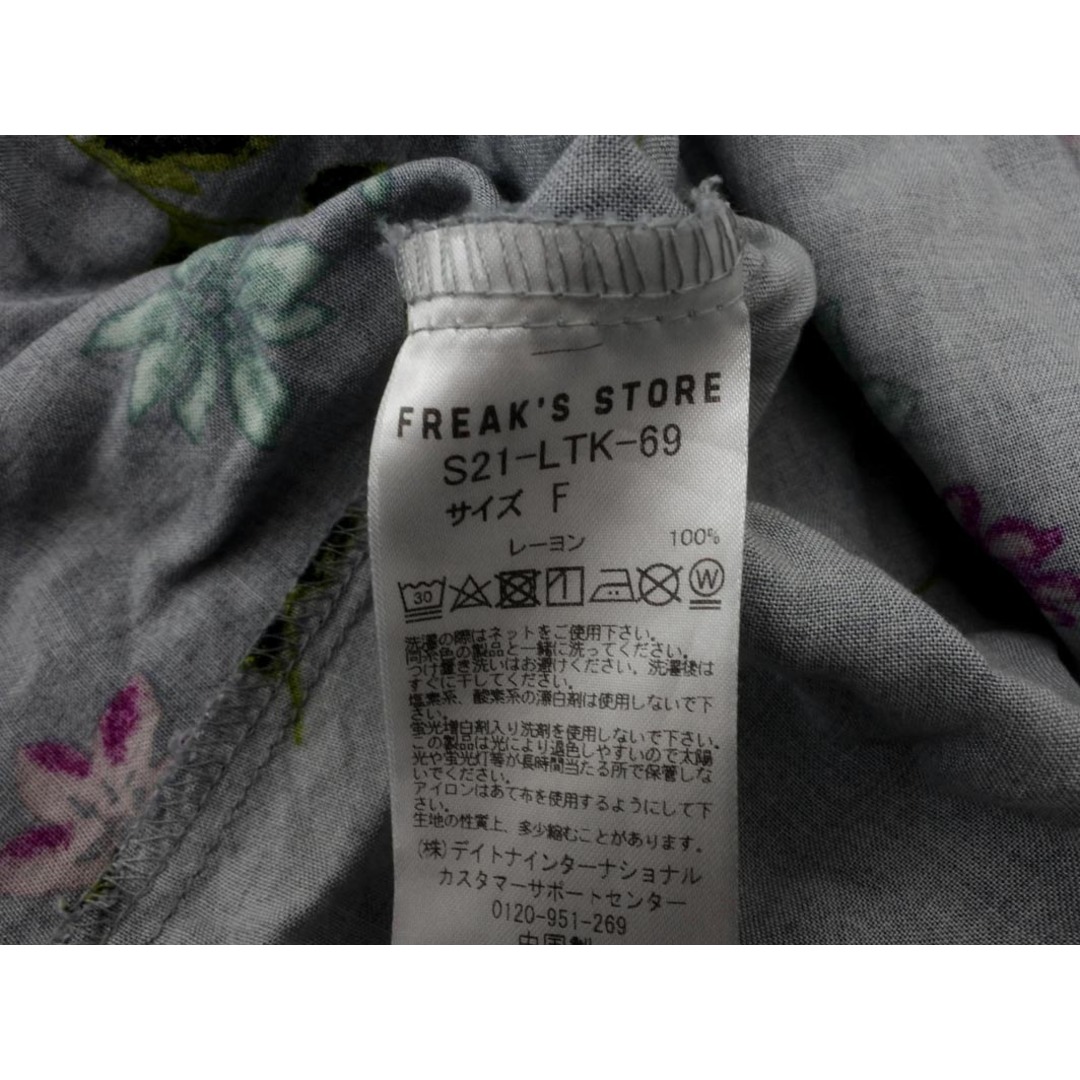 FREAK'S STORE
S21-LTK-69
サイズ F
レーヨン 100%
30 W
洗濯の際はネットをご使用下さい。
同系色の製品と一緒に洗ってください。
つけ置き洗いはお避けください。洗濯後は
すぐに干してください。
塩素系、酸素系の漂白剤は使用しないで下
さい。
蛍光増白剤入り洗剤を使用しないで下さい。
この製品は光により退色しやすいので太陽
光や蛍光灯等が長時間当たる所で保管しな
いでください。
アイロンはあて布を使用するようにして下
さい。
生地の性質上、多少縮むことがあります。
(株)デイトナインターナショナル
カスタマーサポートセンター
0120-951-269
中国製